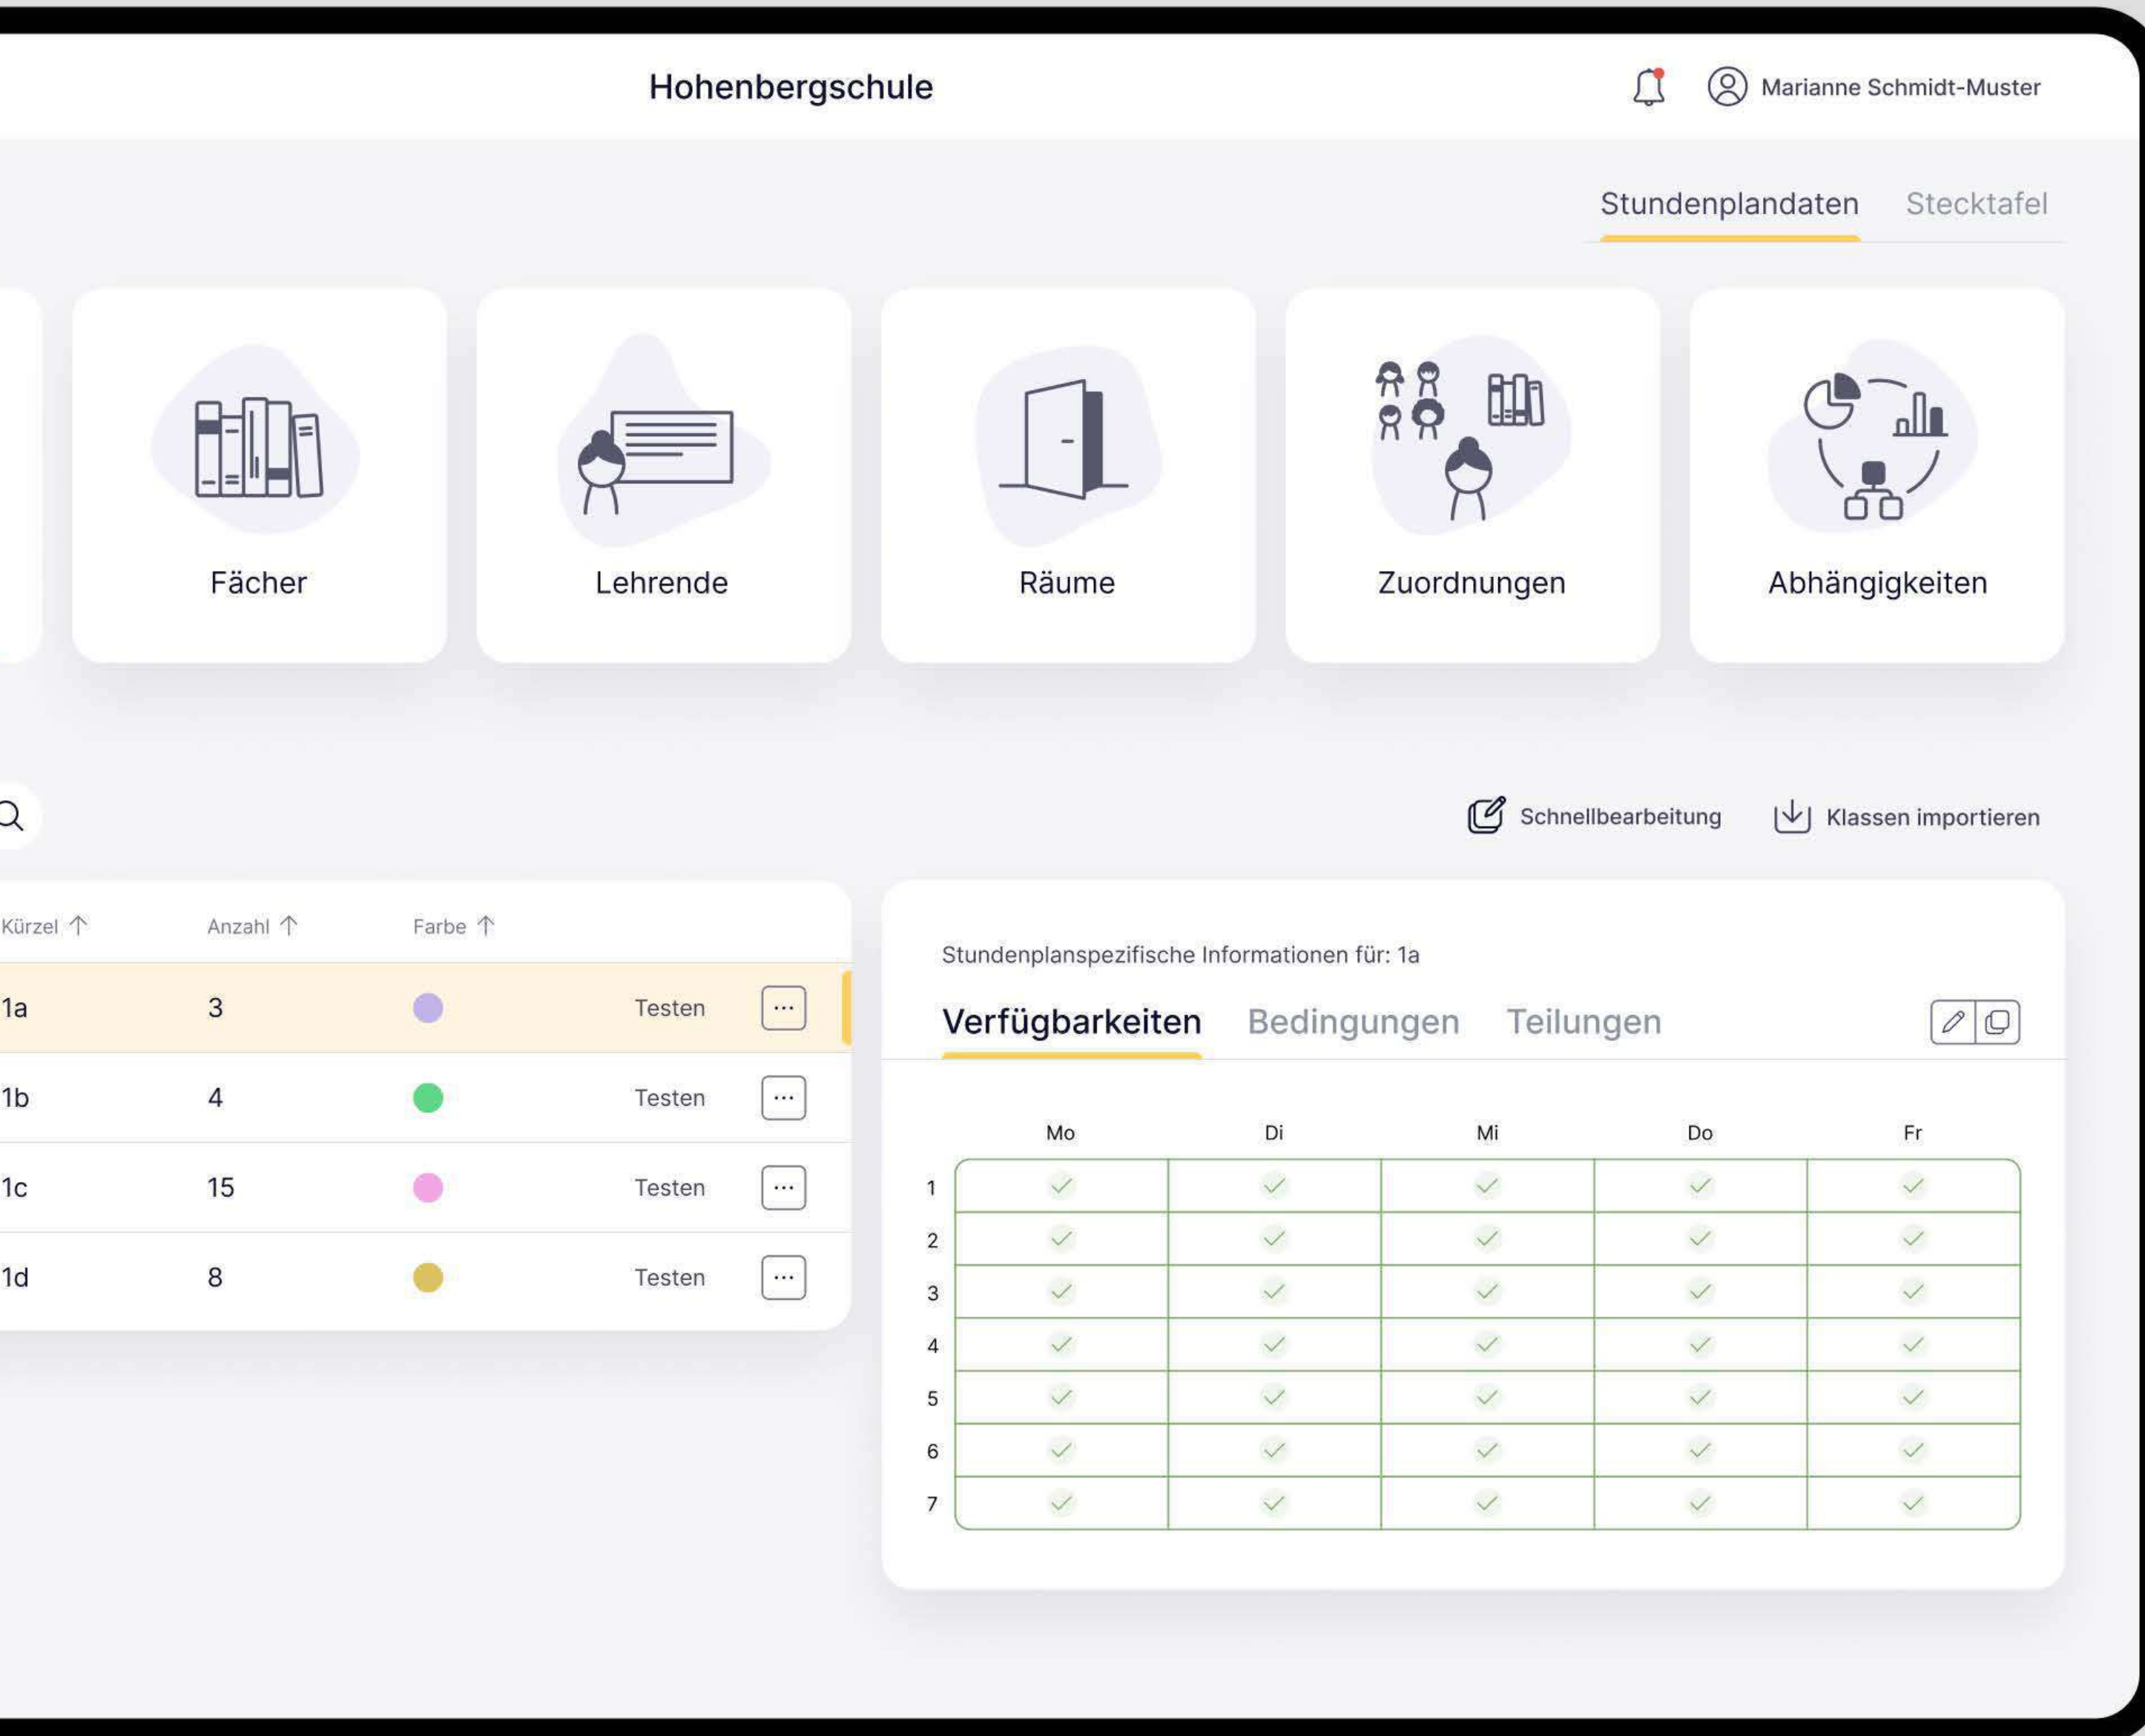 Hohenbergschule
Marianne Schmidt-Muster
Stundenplandaten Stecktafel
Fächer
Lehrende
Räume
Zuordnungen
Abhängigkeiten
Schnellbearbeitung
Klassen importieren
Kürzel Anzahl Farbe
1a 3 Testen ...
1b 4 Testen ...
1c 15 Testen ...
1d 8 Testen ...
Stundenplanspezifische Informationen für: 1a
Verfügbarkeiten Bedingungen Teilungen
Mo Di Mi Do Fr
1
2
3
4
5
6
7